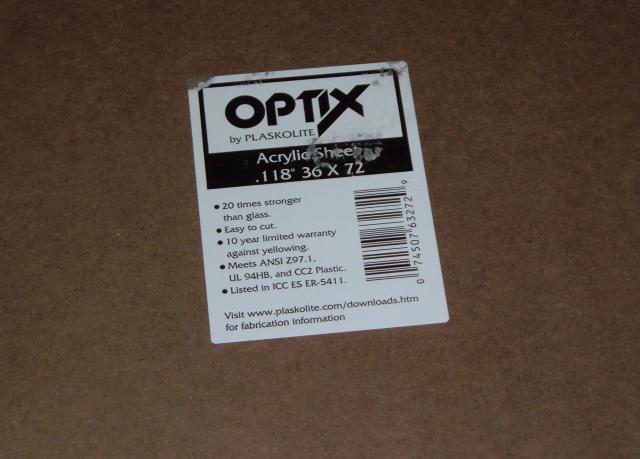 OPTIX®
by PLASKOLITE
Acrylic Sheet
.118" 36 X 72
• 20 times stronger
than glass.
• Easy to cut.
• 10 year limited warranty
against yellowing.
• Meets ANSI Z97.1,
UL 94HB, and CC2 Plastic.
• Listed in ICC ES ER-5411.
0 74507 63272 9
Visit www.plaskolite.com/downloads.htm
for fabrication information